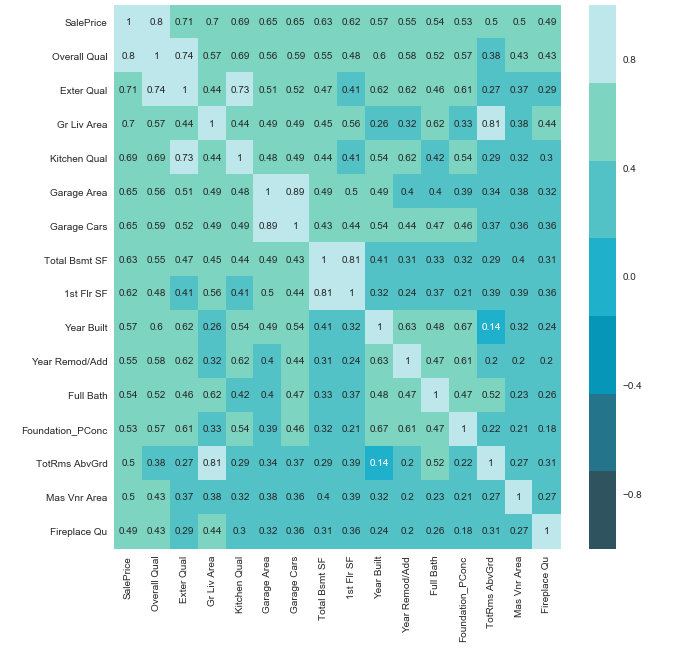 SalePrice 1 0.8 0.71 0.7 0.69 0.65 0.65 0.63 0.62 0.57 0.55 0.54 0.53 0.5 0.5 0.49
Overall Qual 0.8 1 0.74 0.57 0.69 0.56 0.59 0.55 0.48 0.6 0.58 0.52 0.57 0.38 0.43 0.43
Exter Qual 0.71 0.74 1 0.44 0.73 0.51 0.52 0.47 0.41 0.62 0.62 0.46 0.61 0.27 0.37 0.29
Gr Liv Area 0.7 0.57 0.44 1 0.44 0.49 0.49 0.45 0.56 0.26 0.32 0.62 0.33 0.81 0.38 0.44
Kitchen Qual 0.69 0.69 0.73 0.44 1 0.48 0.49 0.44 0.41 0.54 0.62 0.42 0.54 0.29 0.32 0.3
Garage Area 0.65 0.56 0.51 0.49 0.48 1 0.89 0.49 0.5 0.49 0.4 0.4 0.39 0.34 0.38 0.32
Garage Cars 0.65 0.59 0.52 0.49 0.49 0.89 1 0.43 0.44 0.54 0.44 0.47 0.46 0.37 0.36 0.36
Total Bsmt SF 0.63 0.55 0.47 0.45 0.44 0.49 0.43 1 0.81 0.41 0.31 0.33 0.32 0.29 0.4 0.31
1st Flr SF 0.62 0.48 0.41 0.56 0.41 0.5 0.44 0.81 1 0.32 0.24 0.37 0.21 0.39 0.39 0.36
Year Built 0.57 0.6 0.62 0.26 0.54 0.49 0.54 0.41 0.32 1 0.63 0.48 0.67 0.14 0.32 0.24
Year Remod/Add 0.55 0.58 0.62 0.32 0.62 0.4 0.44 0.31 0.24 0.63 1 0.47 0.61 0.2 0.2 0.2
Full Bath 0.54 0.52 0.46 0.62 0.42 0.4 0.47 0.33 0.37 0.48 0.47 1 0.47 0.52 0.23 0.26
Foundation_PConc 0.53 0.57 0.61 0.33 0.54 0.39 0.46 0.32 0.21 0.67 0.61 0.47 1 0.22 0.21 0.18
TotRms AbvGrd 0.5 0.38 0.27 0.81 0.29 0.34 0.37 0.29 0.39 0.14 0.2 0.52 0.22 1 0.27 0.31
Mas Vnr Area 0.5 0.43 0.37 0.38 0.32 0.38 0.36 0.4 0.39 0.32 0.2 0.23 0.21 0.27 1 0.27
Fireplace Qu 0.49 0.43 0.29 0.44 0.3 0.32 0.36 0.31 0.36 0.24 0.2 0.26 0.18 0.31 0.27 1
SalePrice
Overall Qual
Exter Qual
Gr Liv Area
Kitchen Qual
Garage Area
Garage Cars
Total Bsmt SF
1st Flr SF
Year Built
Year Remod/Add
Full Bath
Foundation_PConc
TotRms AbvGrd
Mas Vnr Area
Fireplace Qu
0.8
0.4
0.0
−0.4
−0.8